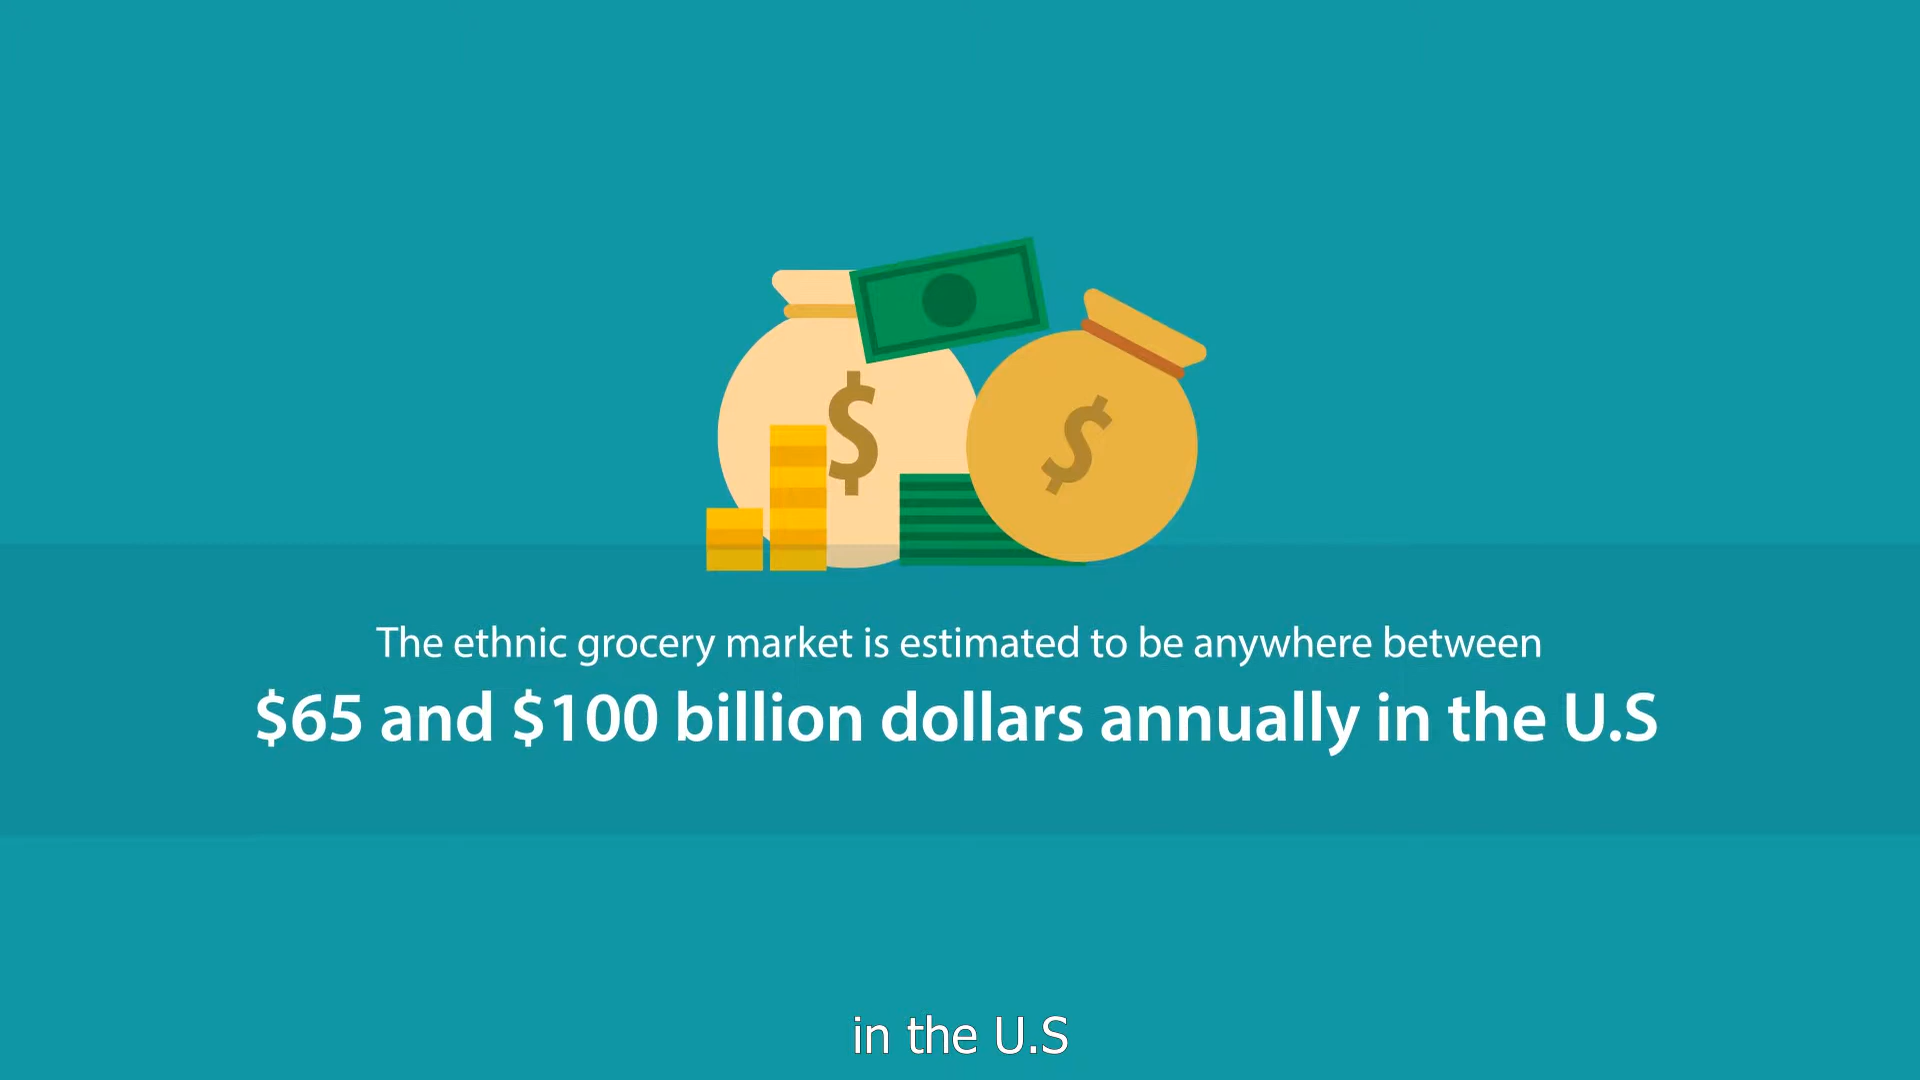 $
$
The ethnic grocery market is estimated to be anywhere between
$65 and $100 billion dollars annually in the U.S
in the U.S